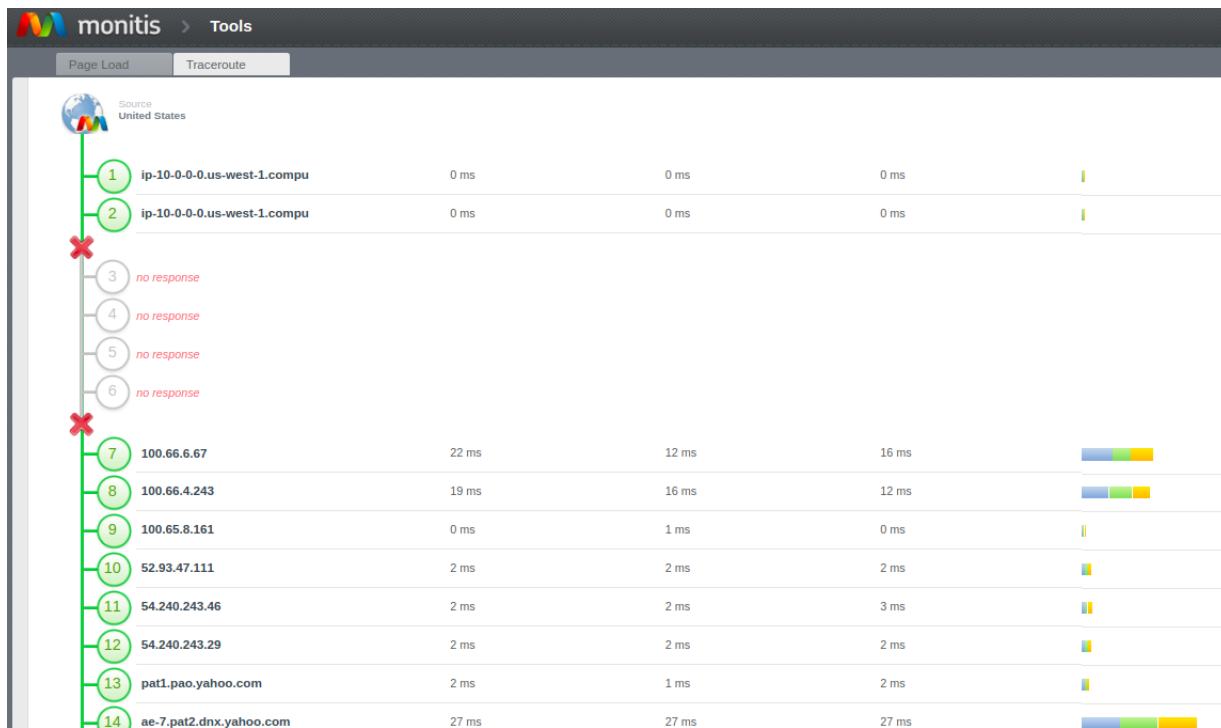 monitis > Tools
Page Load Traceroute
Source
United States
1 ip-10-0-0-0.us-west-1.compu 0 ms 0 ms 0 ms
2 ip-10-0-0-0.us-west-1.compu 0 ms 0 ms 0 ms
3 no response
4 no response
5 no response
6 no response
7 100.66.6.67 22 ms 12 ms 16 ms
8 100.66.4.243 19 ms 16 ms 12 ms
9 100.65.8.161 0 ms 1 ms 0 ms
10 52.93.47.111 2 ms 2 ms 2 ms
11 54.240.243.46 2 ms 2 ms 3 ms
12 54.240.243.29 2 ms 2 ms 2 ms
13 pat1.pao.yahoo.com 2 ms 1 ms 2 ms
14 ae-7.pat2.dnx.yahoo.com 27 ms 27 ms 27 ms